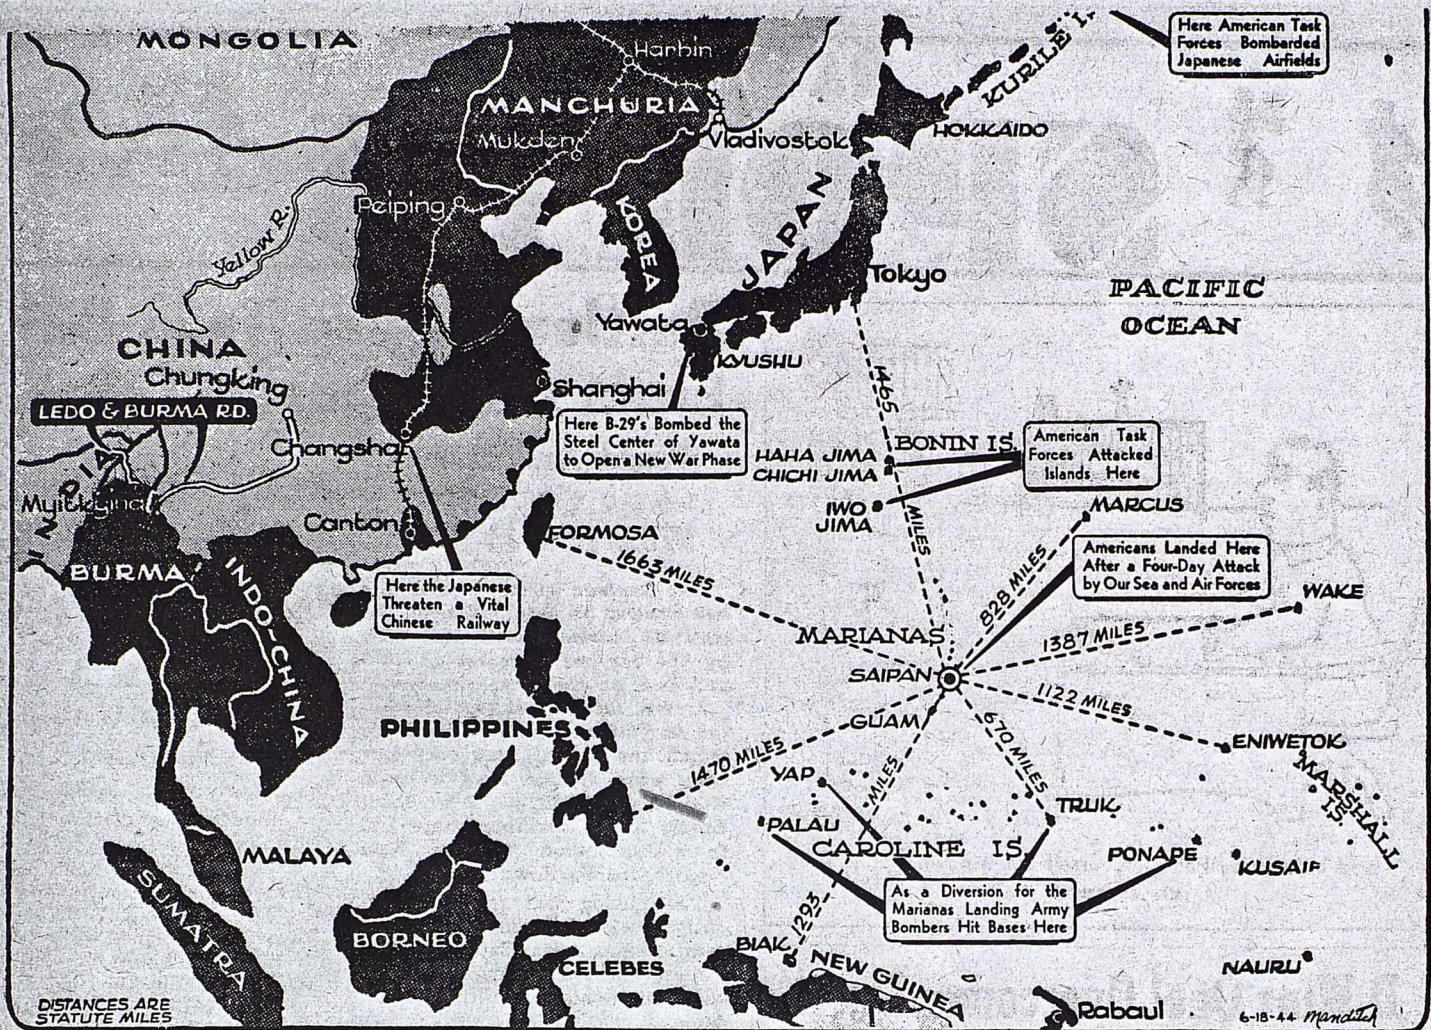 MONGOLIA
Harbin
MANCHURIA
Mukden
Vladivostok
Here American Task
Forces Bombarded
Japanese Airfields
KURILE
HOKKAIDO
Peiping
Yellow R.
KOREA
JAPAN
Tokyo
PACIFIC
OCEAN
Yawata
KYUSHU
CHINA
Chungking
LEDO & BURMA RD.
Shanghai
Changsha
Here B-29's Bombed the
Steel Center of Yawata
to Open a New War Phase
1465
MILES
HAHA JIMA
CHICHI JIMA
BONIN IS.
American Task
Forces Attacked
Islands Here
IWO
JIMA
MARCUS
INDIA
Myitkyina
Canton
FORMOSA
1663 MILES
828 MILES
Americans Landed Here
After a Four-Day Attack
by Our Sea and Air Forces
BURMA
INDO-CHINA
Here the Japanese
Threaten a Vital
Chinese Railway
WAKE
1387 MILES
MARIANAS
SAIPAN
1122 MILES
GUAM
670 MILES
PHILIPPINES
1470 MILES
ENIWETOK
MARSHALL
IS.
YAP
MILES
TRUK
PALAU
CAROLINE IS.
PONAPE
KUSAIE
MALAYA
SUMATRA
As a Diversion for the
Marianas Landing Army
Bombers Hit Bases Here
1293
BORNEO
BIAK
CELEBES
NEW GUINEA
NAURU
Rabaul
DISTANCES ARE
STATUTE MILES
6-18-44 Manditch